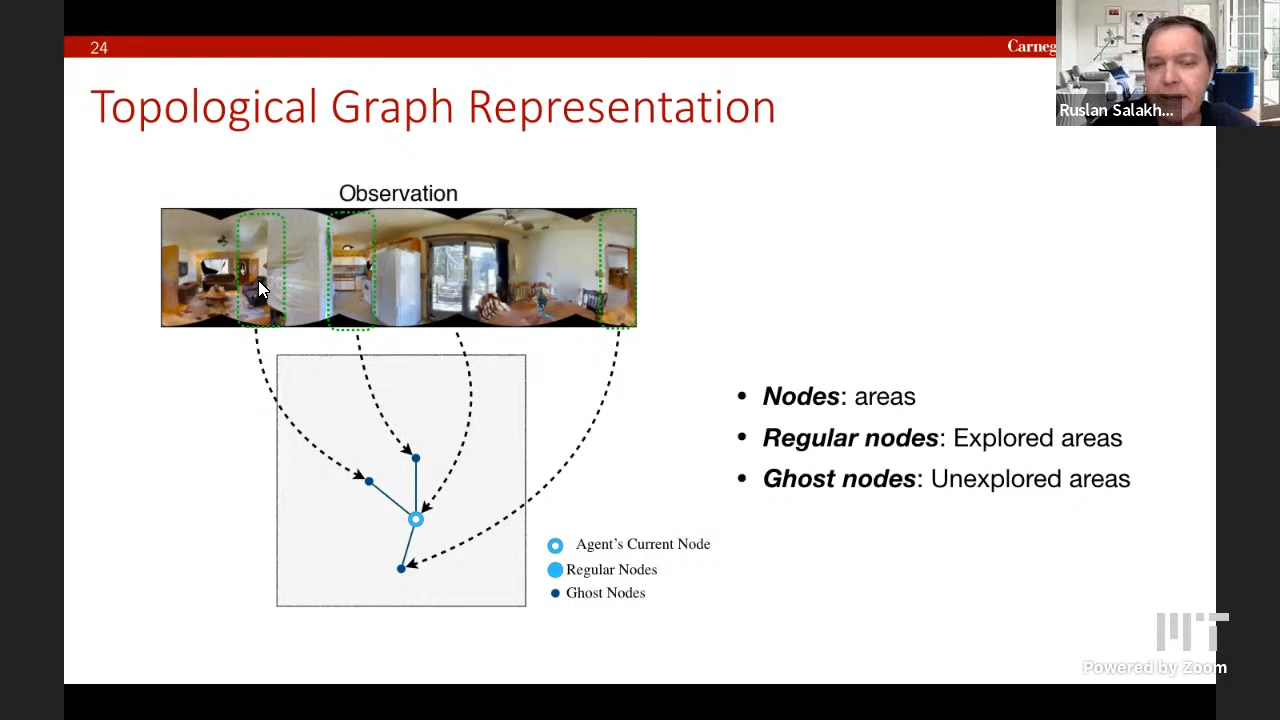 24
Carneg
Ruslan Salakh...
Topological Graph Representation
Observation
• Nodes: areas
• Regular nodes: Explored areas
• Ghost nodes: Unexplored areas
Agent's Current Node
Regular Nodes
Ghost Nodes
MIT
Powered by Zoom